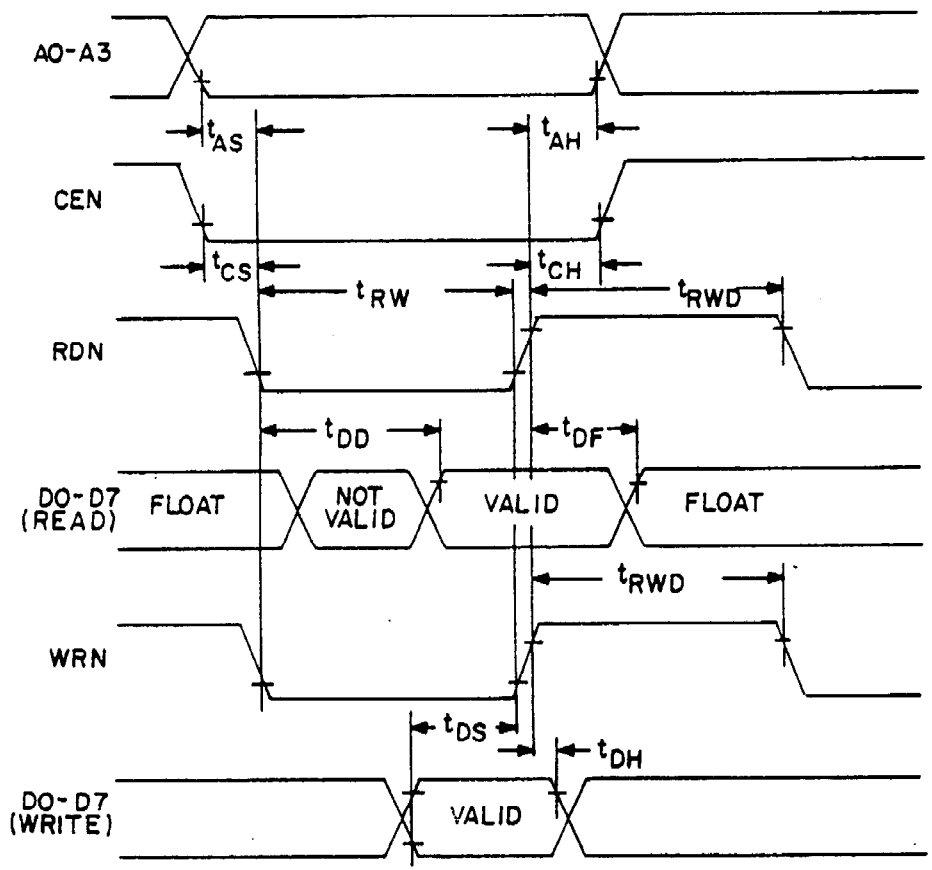 A0-A3
tAS
tAH
CEN
tCS
tCH
tRW
tRWD
RDN
tDD
tDF
D0-D7
(READ)
FLOAT
NOT
VALID
VALID
FLOAT
tRWD
WRN
tDS
tDH
D0-D7
(WRITE)
VALID